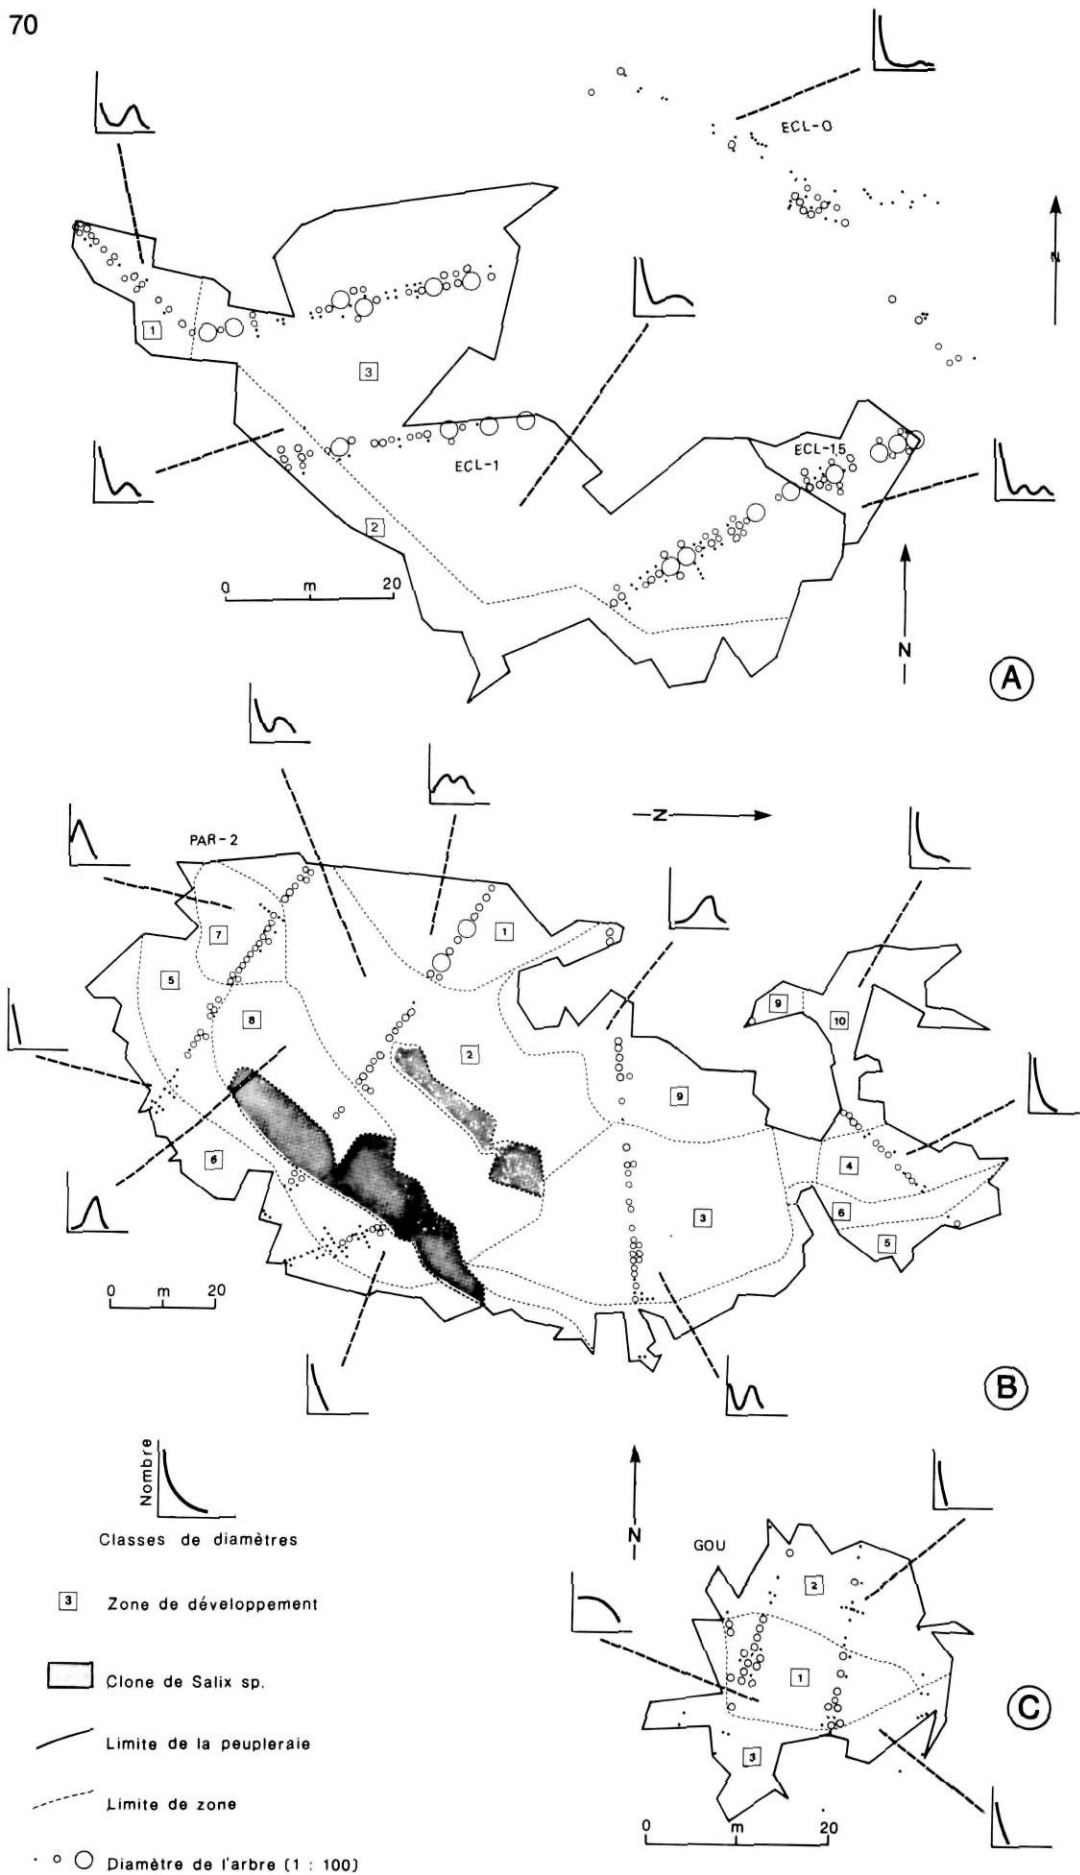 70
ECL-0
N
1
3
ECL-1
ECL-1,5
2
0 m 20
N
A
PAR-2
N
7
1
5
8
2
9
10
9
6
4
3
6
5
0 m 20
B
Nombre
Classes de diamètres
3 Zone de développement
Clone de Salix sp.
Limite de la peupleraie
Limite de zone
Diamètre de l'arbre (1 : 100)
N
GOU
2
1
3
C
0 m 20